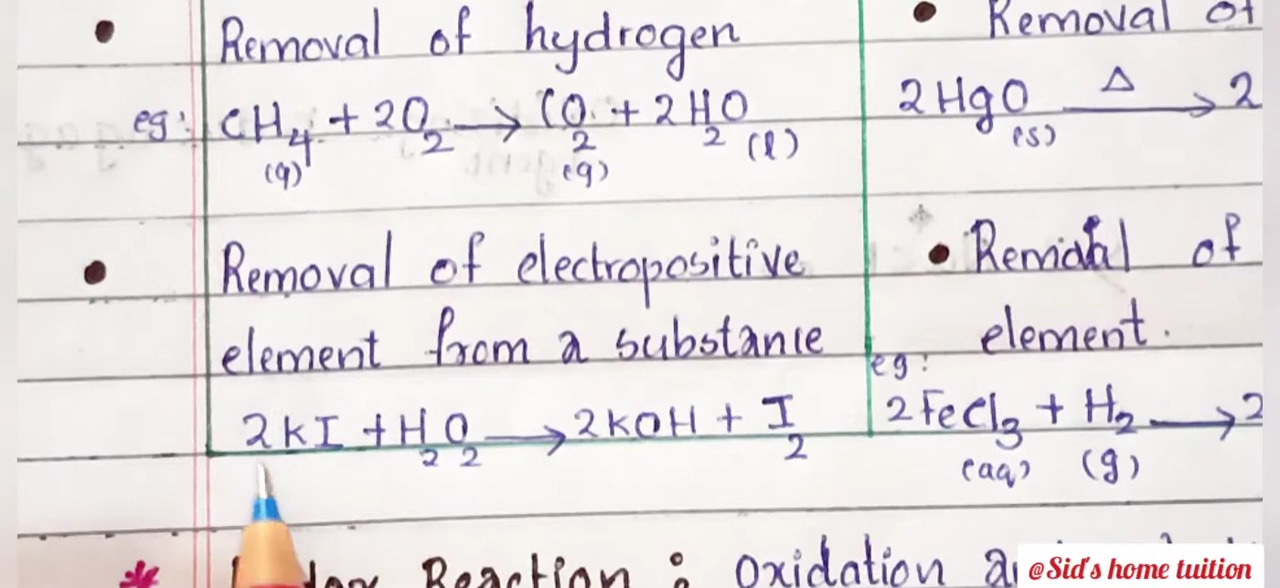 • Removal of hydrogen
eg: CH4(g) + 2O2 → CO2(g) + 2H2O(l)
• Removal of electropositive
element from a substance
2KI + H2O2 → 2KOH + I2
• Removal of
2HgO(s) Δ→ 2
• Removal of
element.
eg:
2FeCl3(aq) + H2(g) → 2
* Reaction : oxidation
@Sid's home tuition